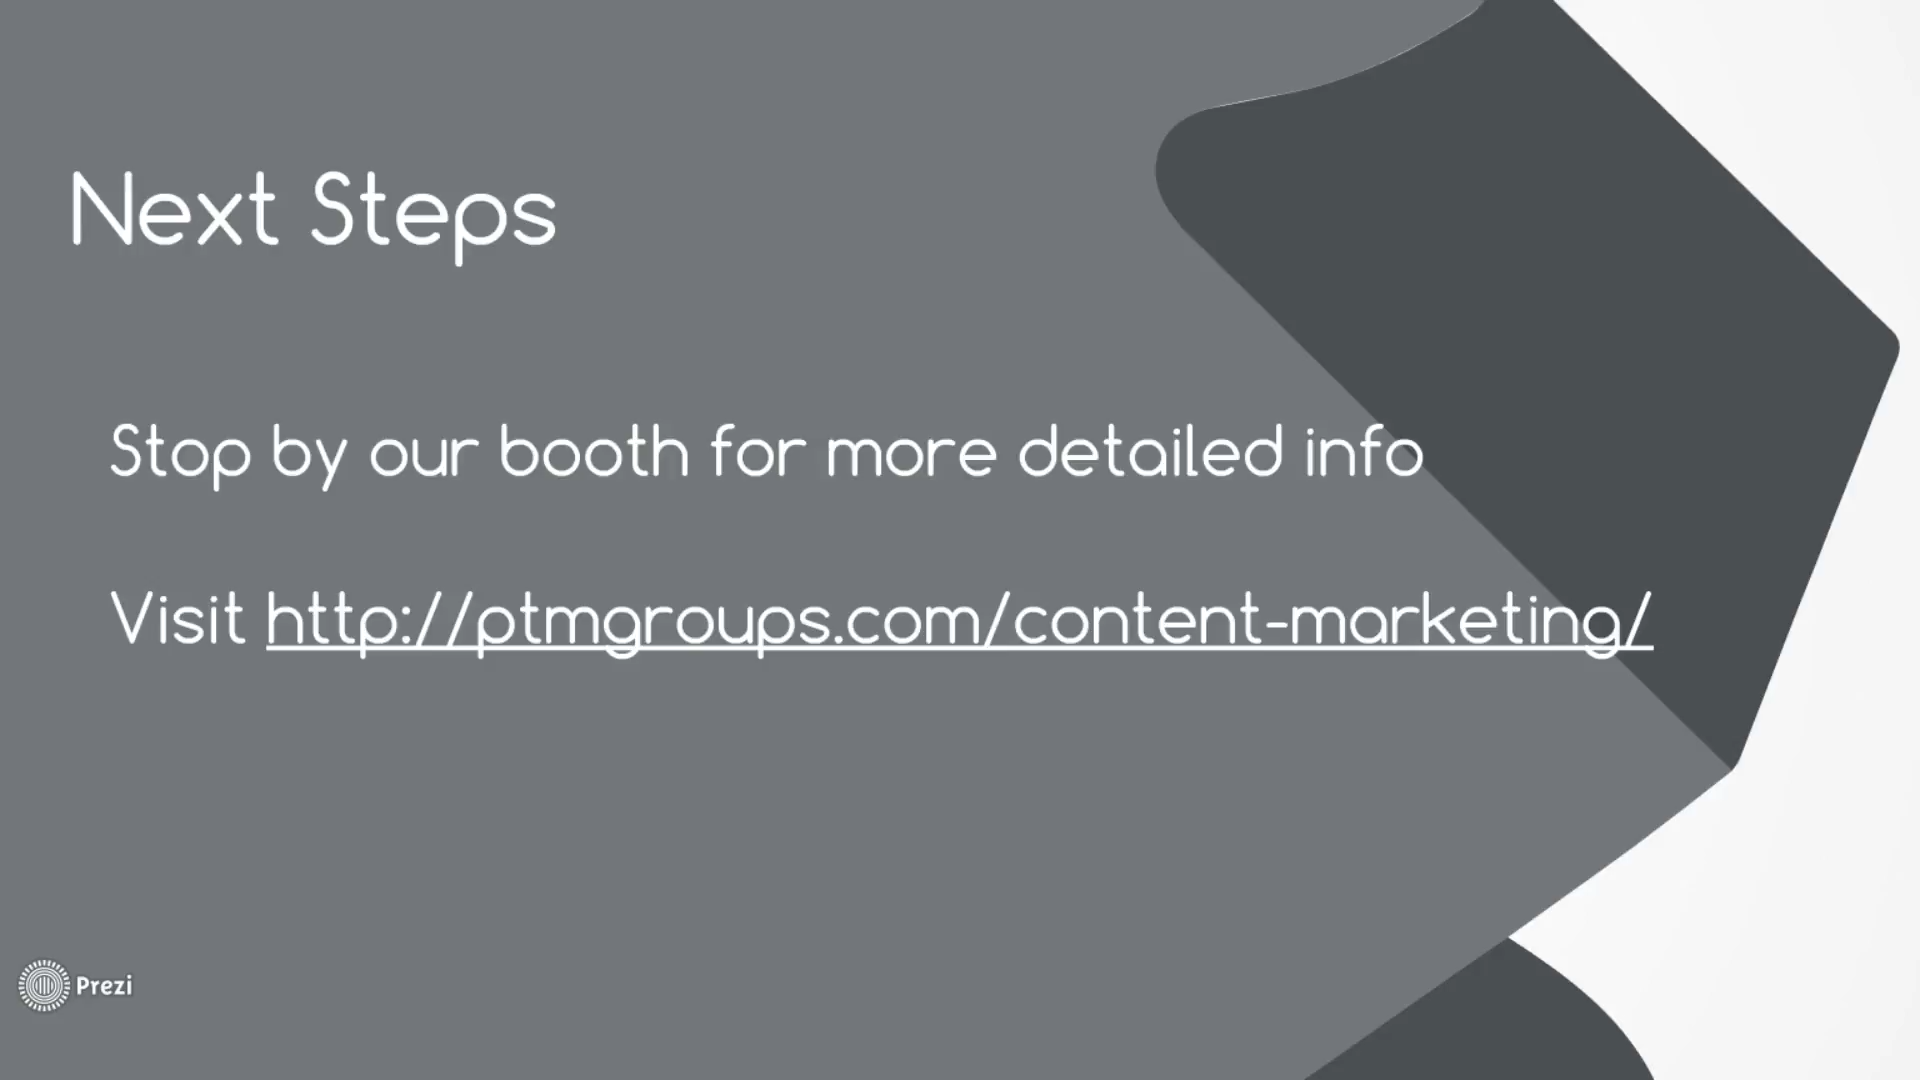 Next Steps
Stop by our booth for more detailed info
Visit http://ptmgroups.com/content-marketing/
Prezi